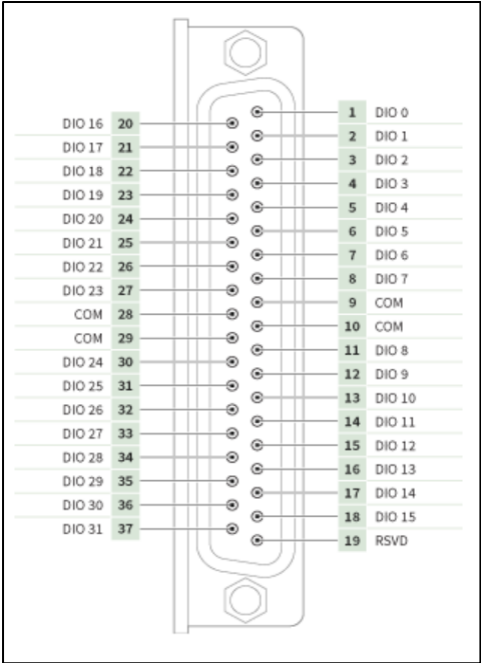 1 DIO 0
DIO 16 20
2 DIO 1
DIO 17 21
3 DIO 2
DIO 18 22
4 DIO 3
DIO 19 23
5 DIO 4
DIO 20 24
6 DIO 5
DIO 21 25
7 DIO 6
DIO 22 26
8 DIO 7
DIO 23 27
9 COM
COM 28
10 COM
COM 29
11 DIO 8
DIO 24 30
12 DIO 9
DIO 25 31
13 DIO 10
DIO 26 32
14 DIO 11
DIO 27 33
15 DIO 12
DIO 28 34
16 DIO 13
DIO 29 35
17 DIO 14
DIO 30 36
18 DIO 15
DIO 31 37
19 RSVD